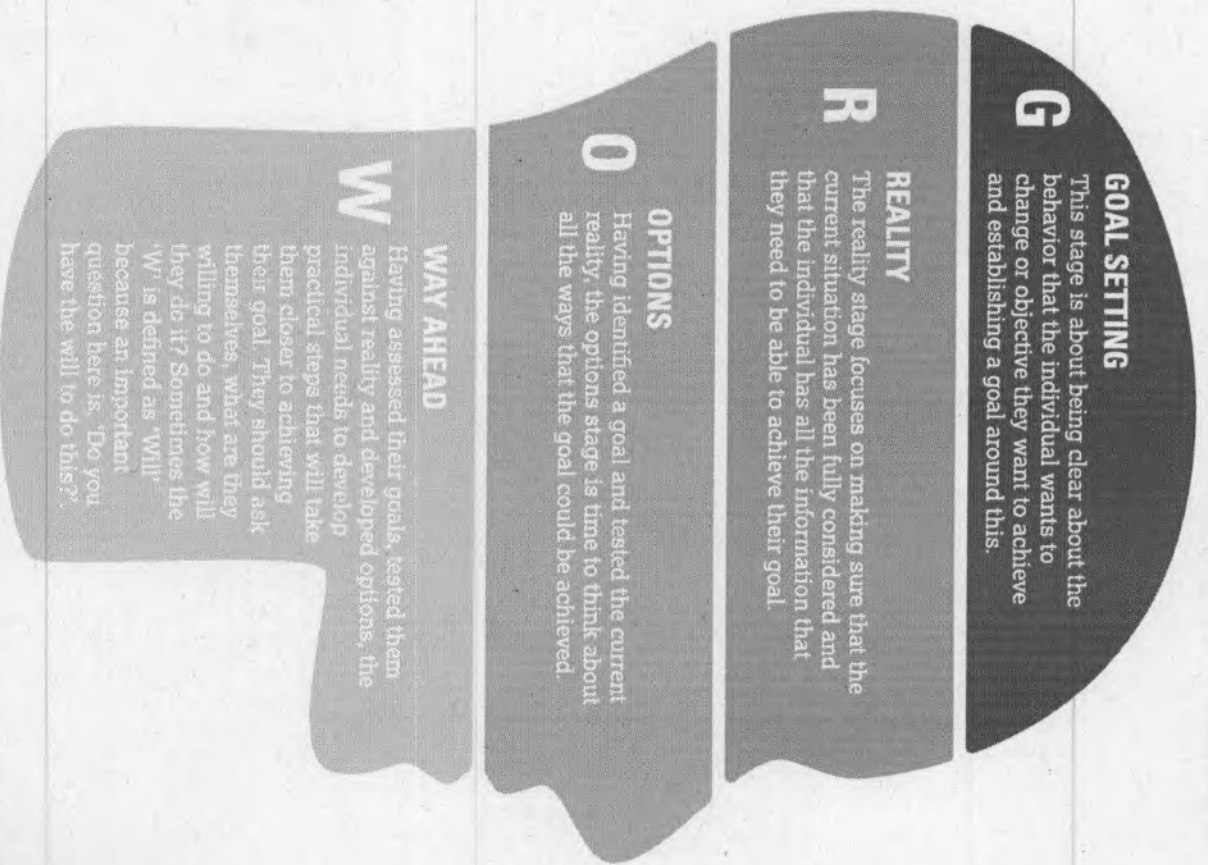 G
GOAL SETTING
This stage is about being clear about the
behavior that the individual wants to
change or objective they want to achieve
and establishing a goal around this.
R
REALITY
The reality stage focuses on making sure that the
current situation has been fully considered and
that the individual has all the information that
they need to be able to achieve their goal.
O
OPTIONS
Having identified a goal and tested the current
reality, the options stage is time to think about
all the ways that the goal could be achieved.
W
WAY AHEAD
Having assessed their goals, tested them
against reality and developed options, the
individual needs to develop
practical steps that will take
them closer to achieving
their goal. They should ask
themselves, what are they
willing to do and how will
they do it? Sometimes the
'W' is defined as 'Will'
because an important
question here is, 'Do you
have the will to do this?'.